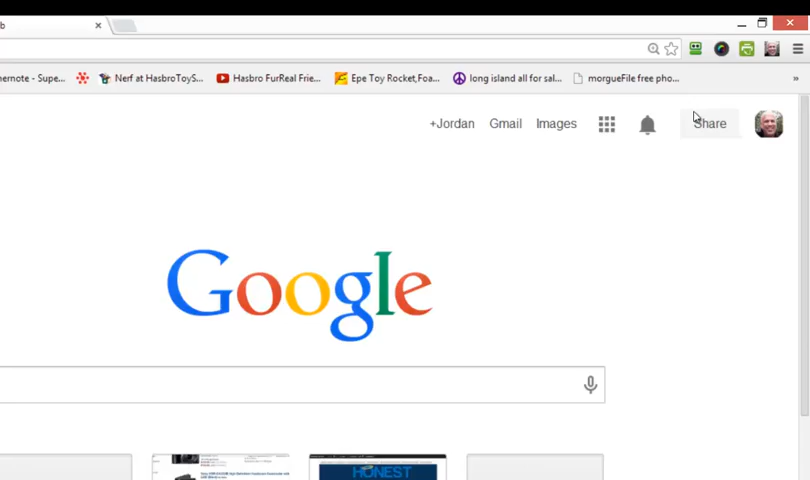 b
ernote - Supe... Nerf at HasbroToyS... Hasbro FurReal Frie... Epe Toy Rocket,Foa... long island all for sal... morgueFile free pho... »
+Jordan Gmail Images Share
Google
HONEST